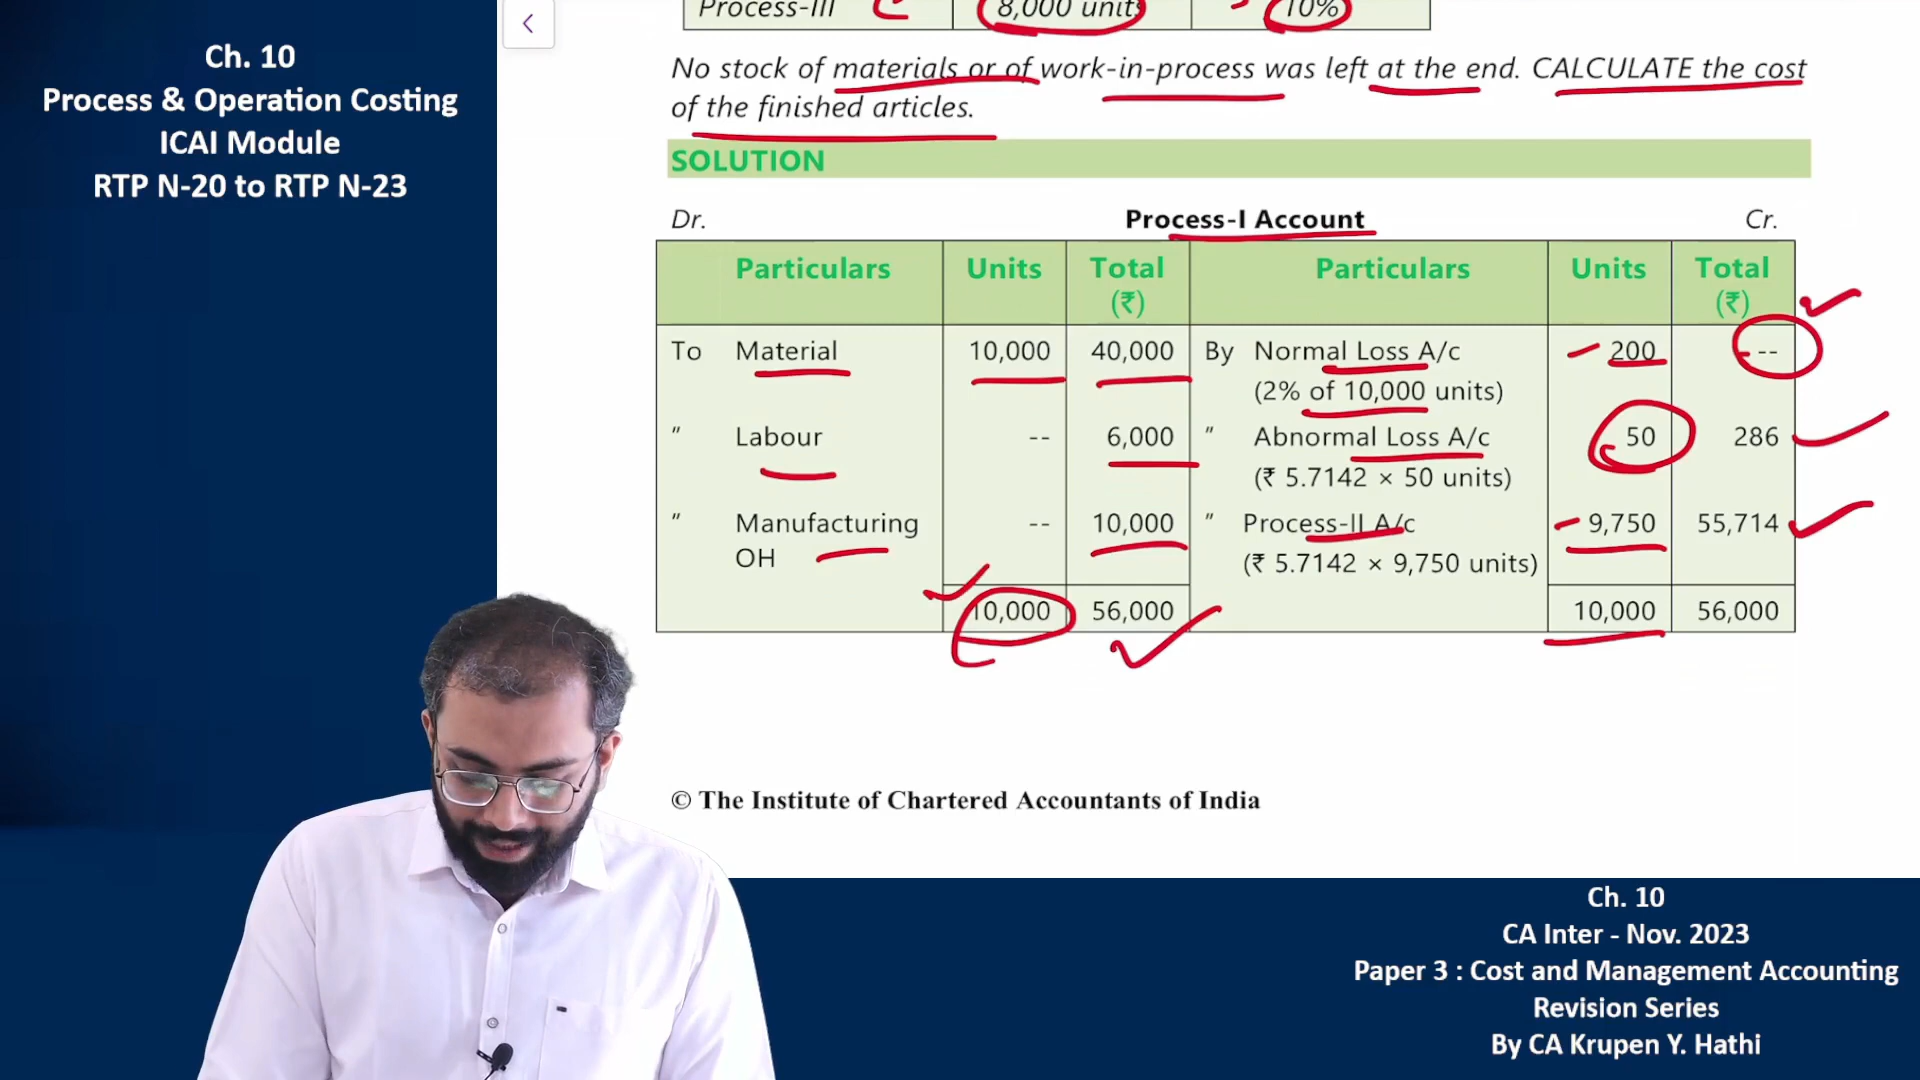 Ch. 10
Process & Operation Costing
ICAI Module
RTP N-20 to RTP N-23
Process-III 8,000 units 10%
No stock of materials or of work-in-process was left at the end. CALCULATE the cost
of the finished articles.
SOLUTION
Dr. Process-I Account Cr.
Particulars Units Total (₹) Particulars Units Total (₹)
To Material 10,000 40,000 By Normal Loss A/c 200 --
(2% of 10,000 units)
" Labour -- 6,000 " Abnormal Loss A/c 50 286
(₹ 5.7142 × 50 units)
" Manufacturing -- 10,000 " Process-II A/c 9,750 55,714
OH (₹ 5.7142 × 9,750 units)
10,000 56,000 10,000 56,000
© The Institute of Chartered Accountants of India
Ch. 10
CA Inter - Nov. 2023
Paper 3 : Cost and Management Accounting
Revision Series
By CA Krupen Y. Hathi